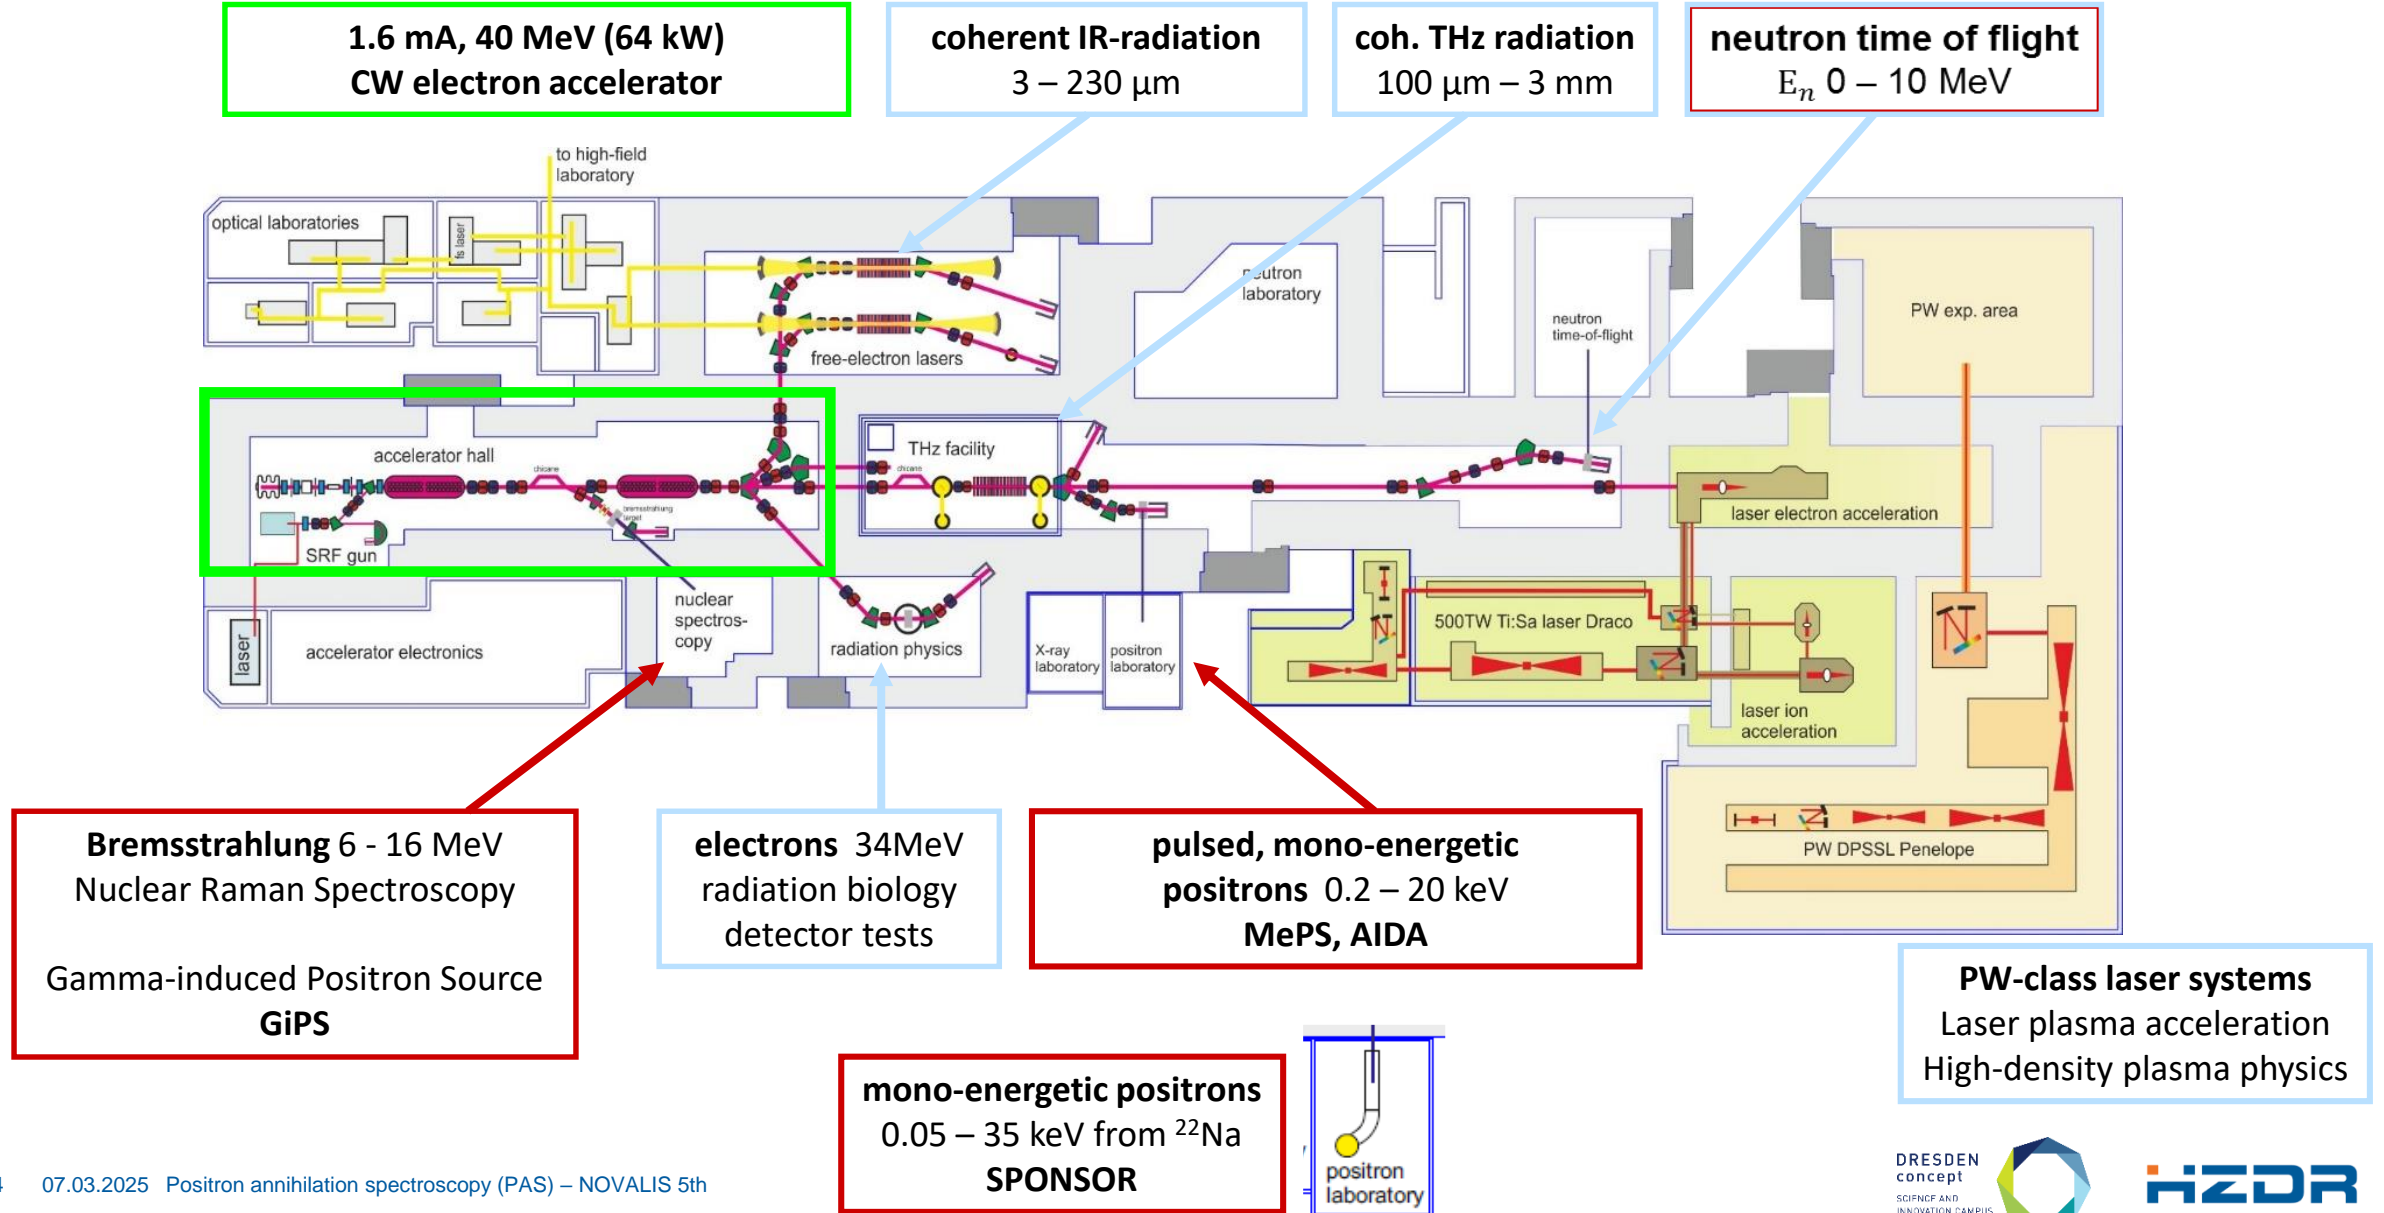 1.6 mA, 40 MeV (64 kW)
CW electron accelerator
coherent IR-radiation
3 – 230 µm
coh. THz radiation
100 µm – 3 mm
neutron time of flight
Eₙ 0 – 10 MeV
to high-field
laboratory
optical laboratories
fs laser
neutron
laboratory
free-electron lasers
neutron
time-of-flight
PW exp. area
accelerator hall
chicane
THz facility
chicane
bremsstrahlung
target
SRF gun
laser electron acceleration
laser
accelerator electronics
nuclear
spectros-
copy
radiation physics
X-ray
laboratory
positron
laboratory
500TW Ti:Sa laser Draco
laser ion
acceleration
PW DPSSL Penelope
Bremsstrahlung 6 - 16 MeV
Nuclear Raman Spectroscopy
Gamma-induced Positron Source
GiPS
electrons 34MeV
radiation biology
detector tests
pulsed, mono-energetic
positrons 0.2 – 20 keV
MePS, AIDA
PW-class laser systems
Laser plasma acceleration
High-density plasma physics
mono-energetic positrons
0.05 – 35 keV from ²²Na
SPONSOR
positron
laboratory
07.03.2025 Positron annihilation spectroscopy (PAS) – NOVALIS 5th
DRESDEN
concept
SCIENCE AND
INNOVATION CAMPUS
HZDR